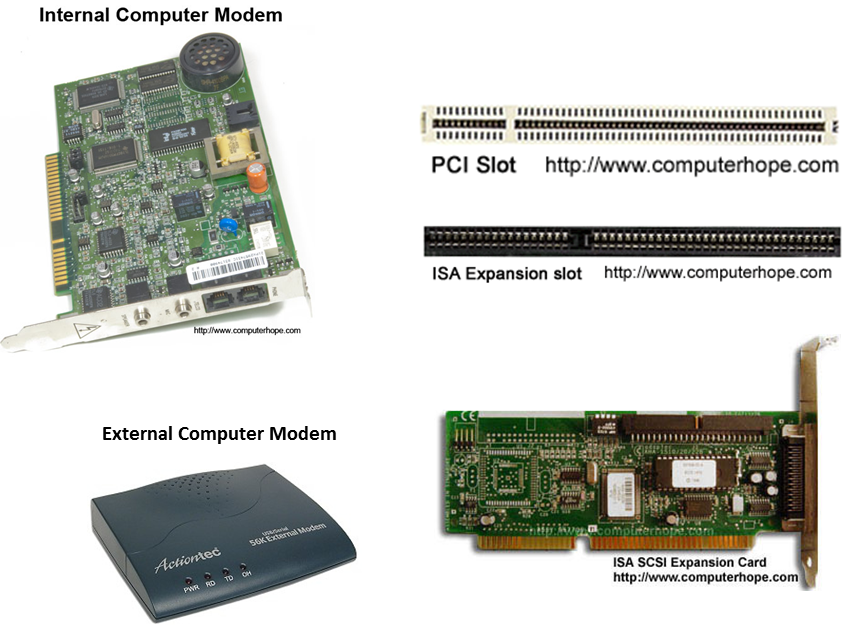 Internal Computer Modem
http://www.computerhope.com
PCI Slot http://www.computerhope.com
ISA Expansion slot http://www.computerhope.com
External Computer Modem
USB/Serial
56K External Modem
Actiontec
PWR RD TD OH
ISA SCSI Expansion Card
http://www.computerhope.com